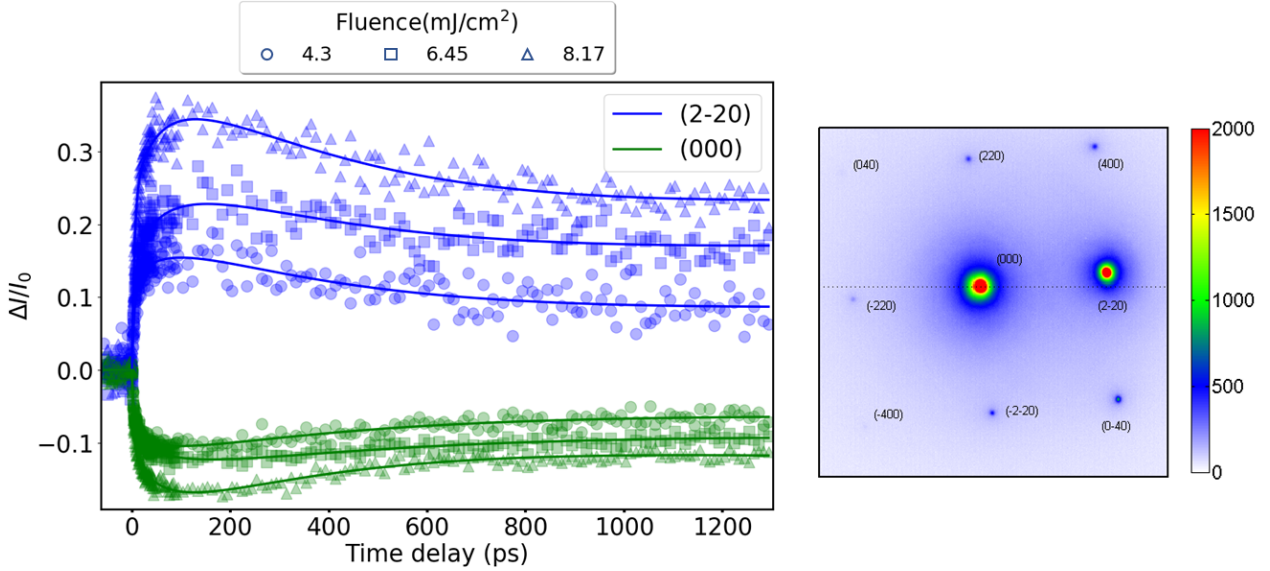 Fluence(mJ/cm²)
4.3 6.45 8.17
(2-20)
(000)
0.3
0.2
0.1
0.0
−0.1
ΔI/I₀
0 200 400 600 800 1000 1200
Time delay (ps)
(040) (220) (400)
(000)
(-220) (2-20)
(-400) (-2-20) (0-40)
2000
1500
1000
500
0